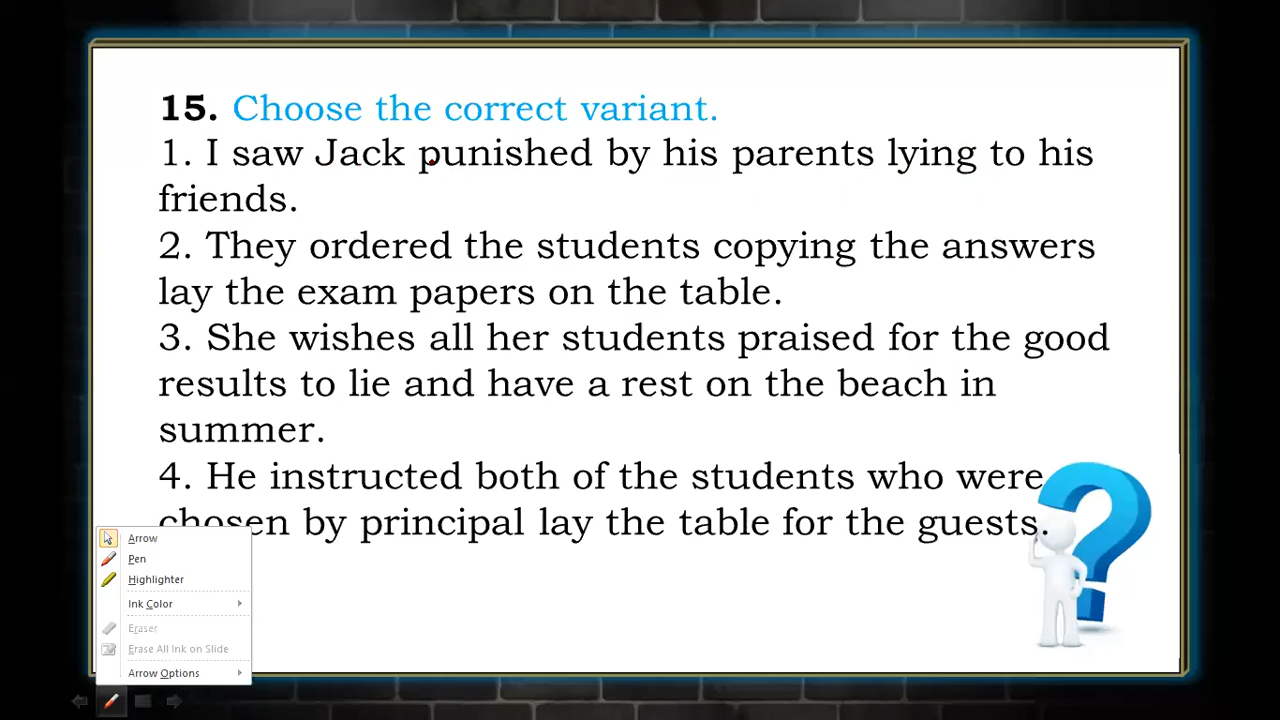 15. Choose the correct variant.
1. I saw Jack punished by his parents lying to his
friends.
2. They ordered the students copying the answers
lay the exam papers on the table.
3. She wishes all her students praised for the good
results to lie and have a rest on the beach in
summer.
4. He instructed both of the students who were
chosen by principal lay the table for the guests.
Arrow
Pen
Highlighter
Ink Color
Eraser
Erase All Ink on Slide
Arrow Options